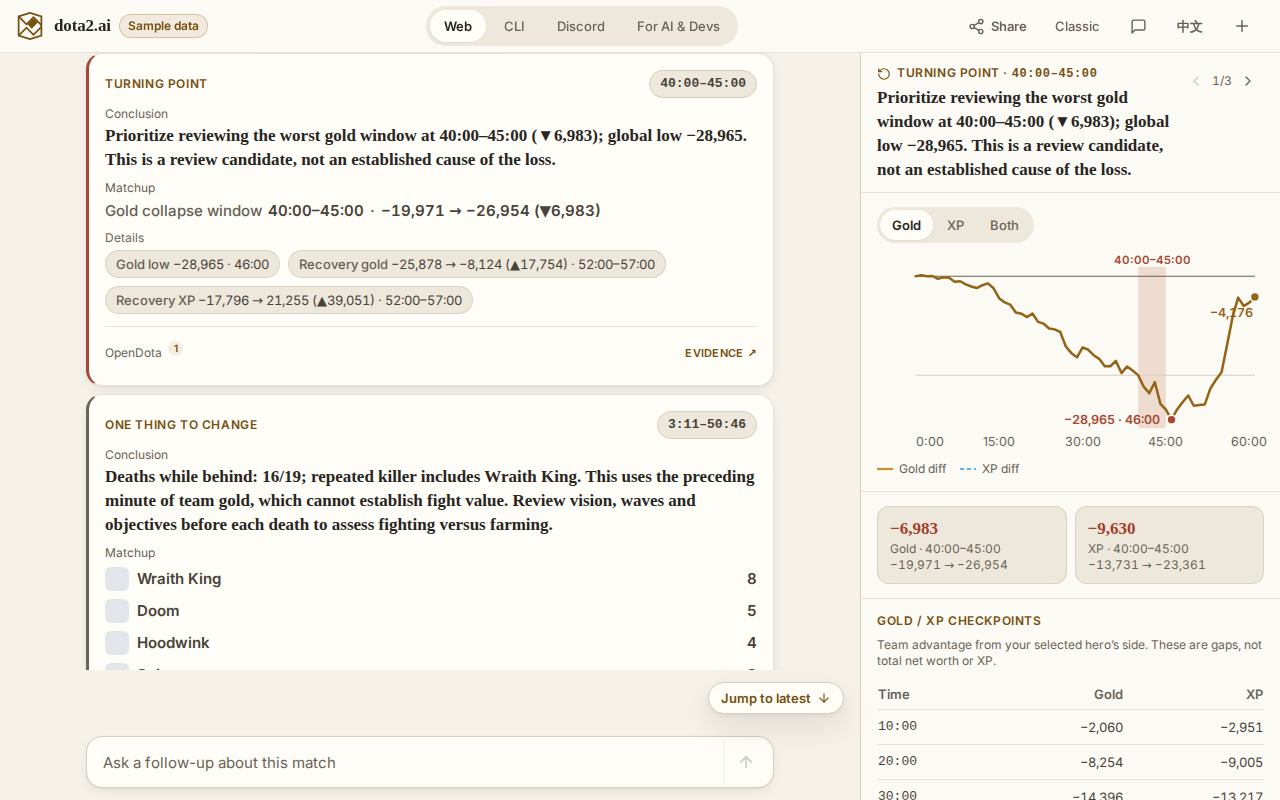 dota2.ai
Sample data
Web
CLI
Discord
For AI & Devs
Share
Classic
中文
TURNING POINT
40:00–45:00
Conclusion
Prioritize reviewing the worst gold window at 40:00–45:00 (▼6,983); global low −28,965.
This is a review candidate, not an established cause of the loss.
Matchup
Gold collapse window 40:00–45:00 · −19,971 → −26,954 (▼6,983)
Details
Gold low −28,965 · 46:00
Recovery gold −25,878 → −8,124 (▲17,754) · 52:00–57:00
Recovery XP −17,796 → 21,255 (▲39,051) · 52:00–57:00
OpenDota 1
EVIDENCE ↗
ONE THING TO CHANGE
3:11–50:46
Conclusion
Deaths while behind: 16/19; repeated killer includes Wraith King. This uses the preceding
minute of team gold, which cannot establish fight value. Review vision, waves and
objectives before each death to assess fighting versus farming.
Matchup
Wraith King 8
Doom 5
Hoodwink 4
Jump to latest ↓
Ask a follow-up about this match
TURNING POINT · 40:00–45:00
1/3
Prioritize reviewing the worst gold
window at 40:00–45:00 (▼6,983); global
low −28,965. This is a review candidate,
not an established cause of the loss.
Gold
XP
Both
40:00–45:00
−4,176
−28,965 · 46:00
0:00 15:00 30:00 45:00 60:00
Gold diff
XP diff
−6,983
Gold · 40:00–45:00
−19,971 → −26,954
−9,630
XP · 40:00–45:00
−13,731 → −23,361
GOLD / XP CHECKPOINTS
Team advantage from your selected hero’s side. These are gaps, not
total net worth or XP.
Time Gold XP
10:00 −2,060 −2,951
20:00 −8,254 −9,005
30:00 −14,396 −13,217